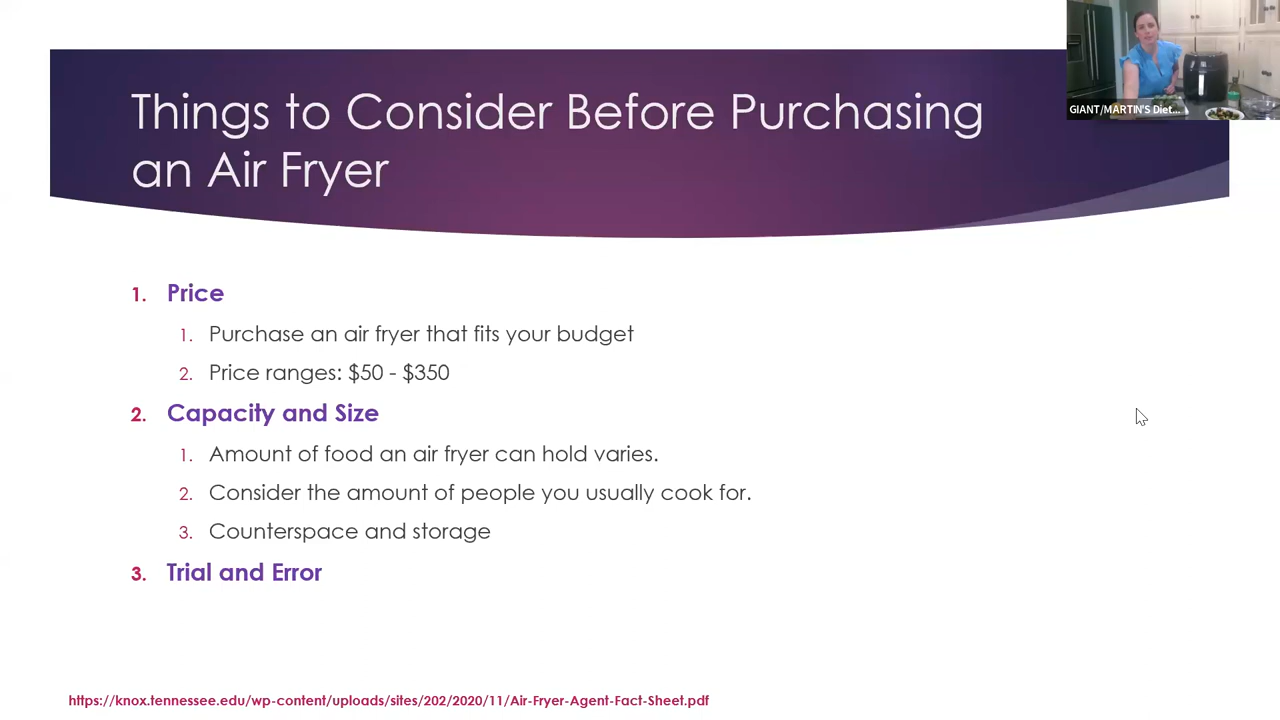 GIANT/MARTIN'S Diet...
Things to Consider Before Purchasing
an Air Fryer
1. Price
1. Purchase an air fryer that fits your budget
2. Price ranges: $50 - $350
2. Capacity and Size
1. Amount of food an air fryer can hold varies.
2. Consider the amount of people you usually cook for.
3. Counterspace and storage
3. Trial and Error
https://knox.tennessee.edu/wp-content/uploads/sites/202/2020/11/Air-Fryer-Agent-Fact-Sheet.pdf